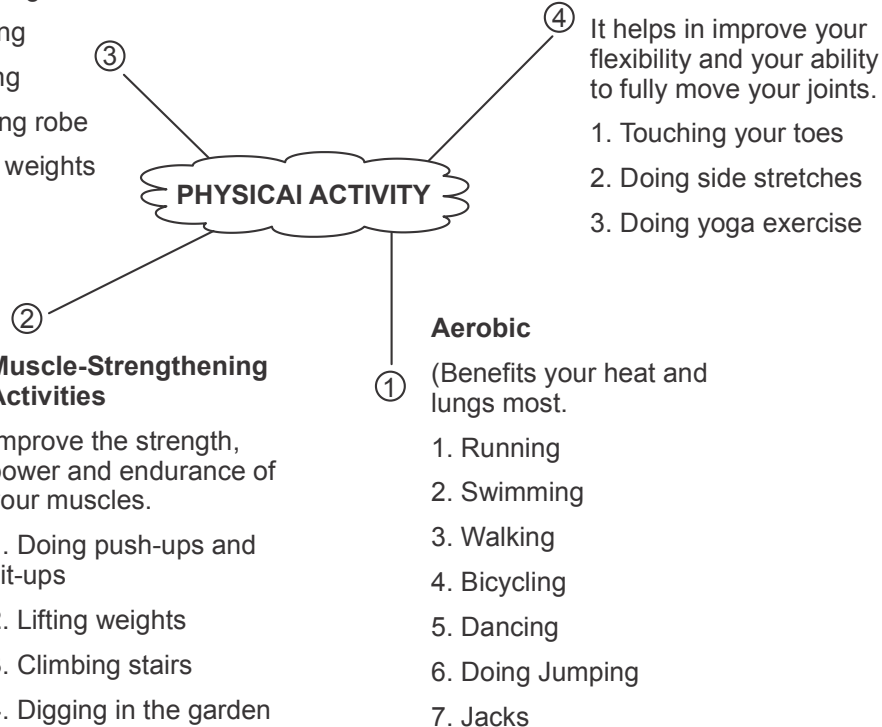 ③
ng
ng
ng robe
weights
④
It helps in improve your
flexibility and your ability
to fully move your joints.
1. Touching your toes
2. Doing side stretches
3. Doing yoga exercise
PHYSICAl ACTIVITY
②
Muscle-Strengthening
Activities
mprove the strength,
power and endurance of
our muscles.
. Doing push-ups and
it-ups
. Lifting weights
. Climbing stairs
. Digging in the garden
①
Aerobic
(Benefits your heat and
lungs most.
1. Running
2. Swimming
3. Walking
4. Bicycling
5. Dancing
6. Doing Jumping
7. Jacks